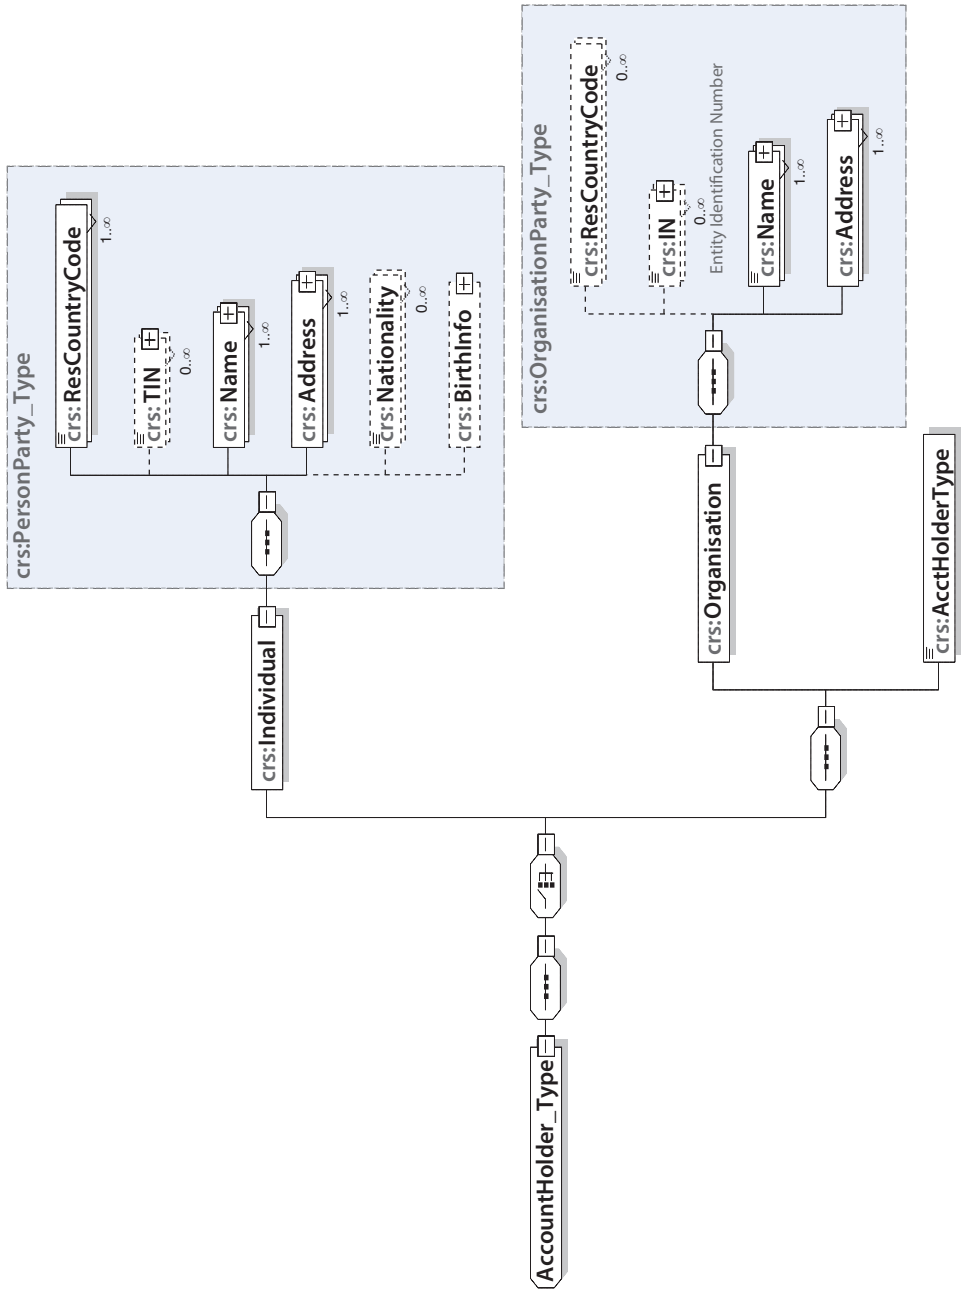 AccountHolder_Type
crs:Individual
crs:PersonParty_Type
crs:ResCountryCode
1..∞
crs:TIN
0..∞
crs:Name
1..∞
crs:Address
1..∞
crs:Nationality
0..∞
crs:BirthInfo
crs:Organisation
crs:OrganisationParty_Type
crs:ResCountryCode
0..∞
crs:IN
0..∞
Entity Identification Number
crs:Name
1..∞
crs:Address
1..∞
crs:AcctHolderType